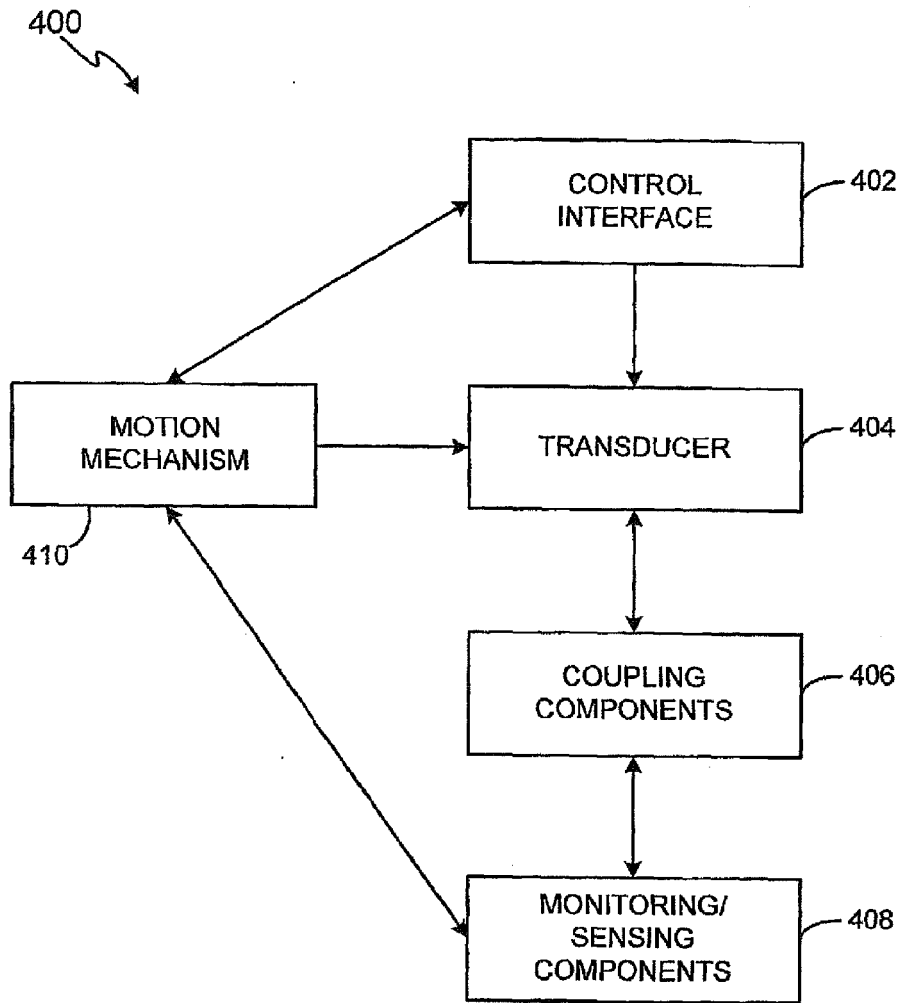 400
CONTROL
INTERFACE
402
MOTION
MECHANISM
410
TRANSDUCER
404
COUPLING
COMPONENTS
406
MONITORING/
SENSING
COMPONENTS
408